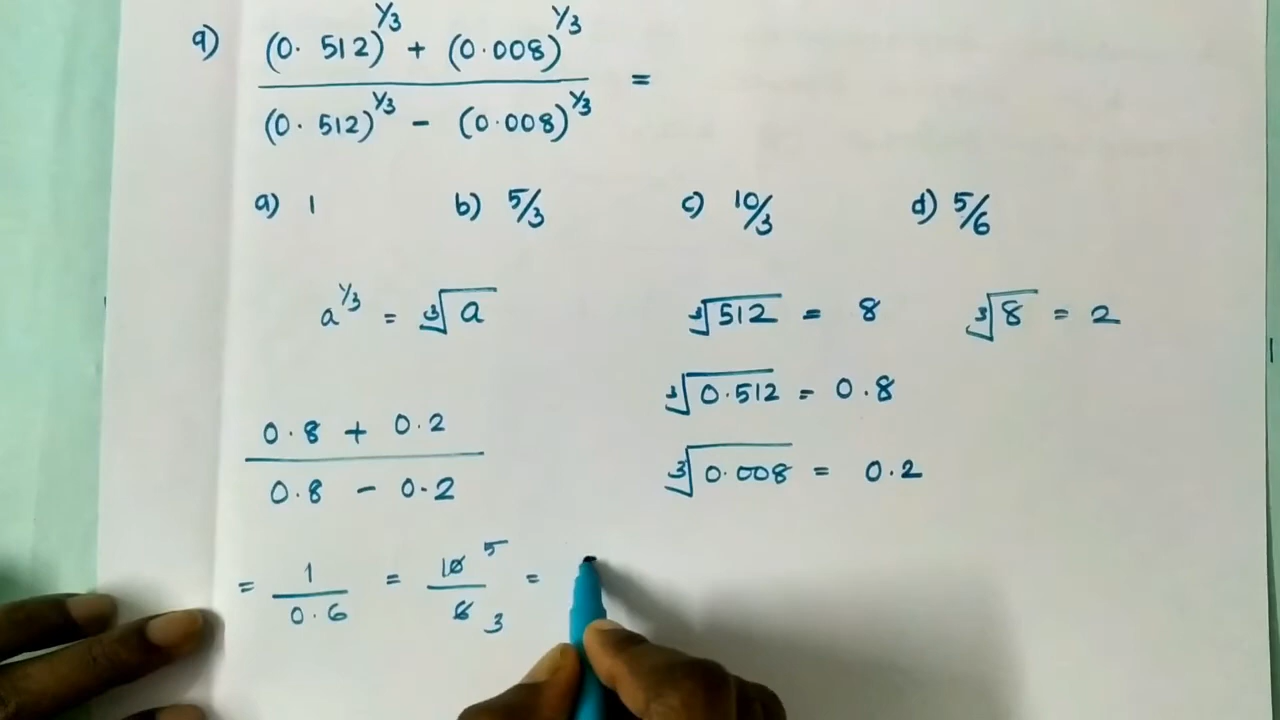 9) (0. 512)^1/3 + (0.008)^1/3
(0. 512)^1/3 - (0.008)^1/3 =
a) 1 b) 5/3 c) 10/3 d) 5/6
a^1/3 = ∛a ∛512 = 8 ∛8 = 2
∛0.512 = 0.8
0.8 + 0.2
0.8 - 0.2
∛0.008 = 0.2
= 1/0.6 = 10/6 5 3 =